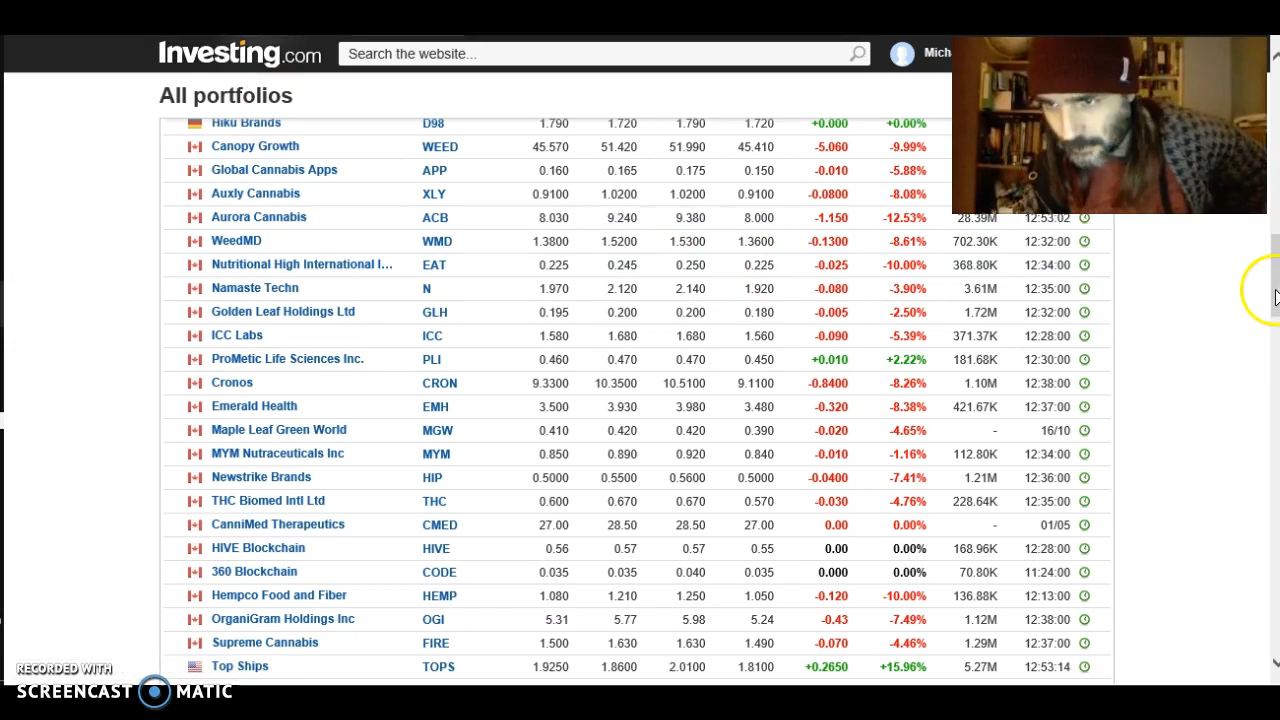 Investing.com Search the website... Mich
All portfolios
Hiku Brands D98 1.790 1.720 1.790 1.720 +0.000 +0.00%
Canopy Growth WEED 45.570 51.420 51.990 45.410 -5.060 -9.99%
Global Cannabis Apps APP 0.160 0.165 0.175 0.150 -0.010 -5.88%
Auxly Cannabis XLY 0.9100 1.0200 1.0200 0.9100 -0.0800 -8.08%
Aurora Cannabis ACB 8.030 9.240 9.380 8.000 -1.150 -12.53% 28.39M 12:53:02
WeedMD WMD 1.3800 1.5200 1.5300 1.3600 -0.1300 -8.61% 702.30K 12:32:00
Nutritional High International I... EAT 0.225 0.245 0.250 0.225 -0.025 -10.00% 368.80K 12:34:00
Namaste Techn N 1.970 2.120 2.140 1.920 -0.080 -3.90% 3.61M 12:35:00
Golden Leaf Holdings Ltd GLH 0.195 0.200 0.200 0.180 -0.005 -2.50% 1.72M 12:32:00
ICC Labs ICC 1.580 1.680 1.680 1.560 -0.090 -5.39% 371.37K 12:28:00
ProMetic Life Sciences Inc. PLI 0.460 0.470 0.470 0.450 +0.010 +2.22% 181.68K 12:30:00
Cronos CRON 9.3300 10.3500 10.5100 9.1100 -0.8400 -8.26% 1.10M 12:38:00
Emerald Health EMH 3.500 3.930 3.980 3.480 -0.320 -8.38% 421.67K 12:37:00
Maple Leaf Green World MGW 0.410 0.420 0.420 0.390 -0.020 -4.65% - 16/10
MYM Nutraceuticals Inc MYM 0.850 0.890 0.920 0.840 -0.010 -1.16% 112.80K 12:34:00
Newstrike Brands HIP 0.5000 0.5500 0.5600 0.5000 -0.0400 -7.41% 1.21M 12:36:00
THC Biomed Intl Ltd THC 0.600 0.670 0.670 0.570 -0.030 -4.76% 228.64K 12:35:00
CanniMed Therapeutics CMED 27.00 28.50 28.50 27.00 0.00 0.00% - 01/05
HIVE Blockchain HIVE 0.56 0.57 0.57 0.55 0.00 0.00% 168.96K 12:28:00
360 Blockchain CODE 0.035 0.035 0.040 0.035 0.000 0.00% 70.80K 11:24:00
Hempco Food and Fiber HEMP 1.080 1.210 1.250 1.050 -0.120 -10.00% 136.88K 12:13:00
OrganiGram Holdings Inc OGI 5.31 5.77 5.98 5.24 -0.43 -7.49% 1.12M 12:38:00
Supreme Cannabis FIRE 1.500 1.630 1.630 1.490 -0.070 -4.46% 1.29M 12:37:00
Top Ships TOPS 1.9250 1.8600 2.0100 1.8100 +0.2650 +15.96% 5.27M 12:53:14
RECORDED WITH
SCREENCAST MATIC